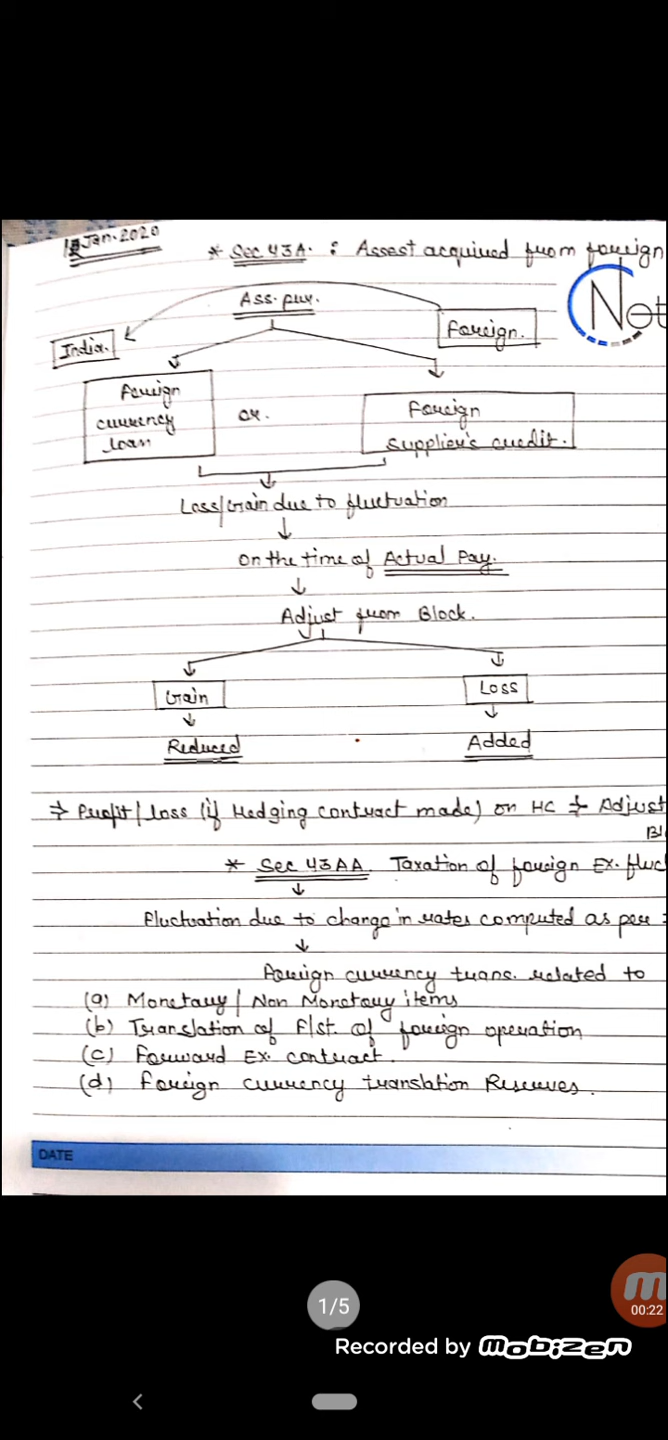 Jan. 2020
* Sec 43A. : Assest acquired from foreign
Not
Ass. pur.
India.
Foreign.
Foreign
currency
loan
or.
Foreign
supplier's credit.
Loss/Gain due to fluctuation
On the time of Actual Pay.
Adjust from Block.
Gain
Loss
Reduced
Added
→ Profit/loss (if Hedging contract made) on HC → Adjust
Bl
* Sec 43AA. Taxation of foreign Ex. fluc
Fluctuation due to change in rates computed as per
Foreign currency trans. related to
(a) Monetary/Non Monetary items
(b) Translation of F/st. of foreign operation
(c) Forward Ex. contract.
(d) Foreign currency translation Reserves.
DATE
1/5
00:22
Recorded by mobizen